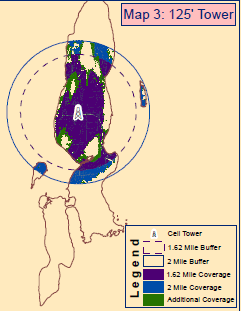 Map 3: 125' Tower
Legend
Cell Tower
1.62 Mile Buffer
2 Mile Buffer
1.62 Mile Coverage
2 Mile Coverage
Additional Coverage